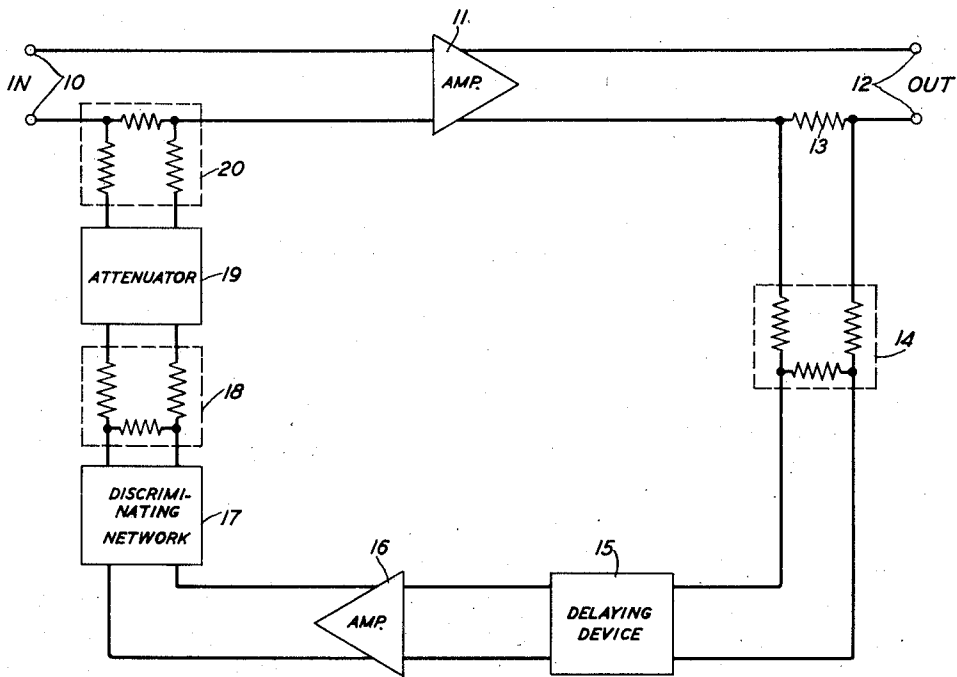 11.
IN
10
AMP.
12
OUT
13
20
ATTENUATOR
19
14
18
DISCRIMI-
NATING
NETWORK
17
16
15
AMP.
DELAYING
DEVICE